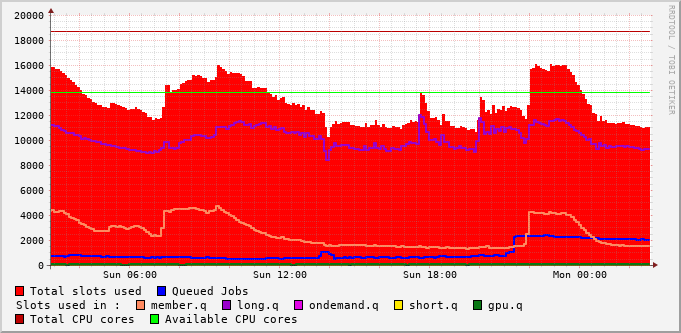 20000
18000
16000
14000
12000
10000
8000
6000
4000
2000
0
Sun 06:00 Sun 12:00 Sun 18:00 Mon 00:00
Total slots used Queued Jobs
Slots used in : member.q long.q ondemand.q short.q gpu.q
Total CPU cores Available CPU cores
RRDTOOL / TOBI OETIKER